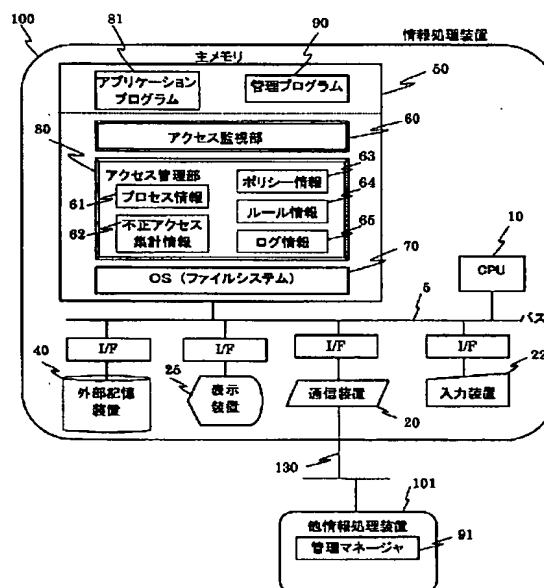 100
81
主メモリ
90
情報処理装置
アプリケーション
プログラム
管理プログラム
50
アクセス監視部
60
80
アクセス管理部
63
ポリシー情報
61
プロセス情報
64
ルール情報
62
不正アクセス
集計情報
65
ログ情報
70
OS（ファイルシステム）
10
CPU
5
バス
I/F
I/F
I/F
I/F
40
外部記憶
装置
25
表示
装置
通信装置
20
入力装置
22
130
101
他情報処理装置
管理マネージャ
91